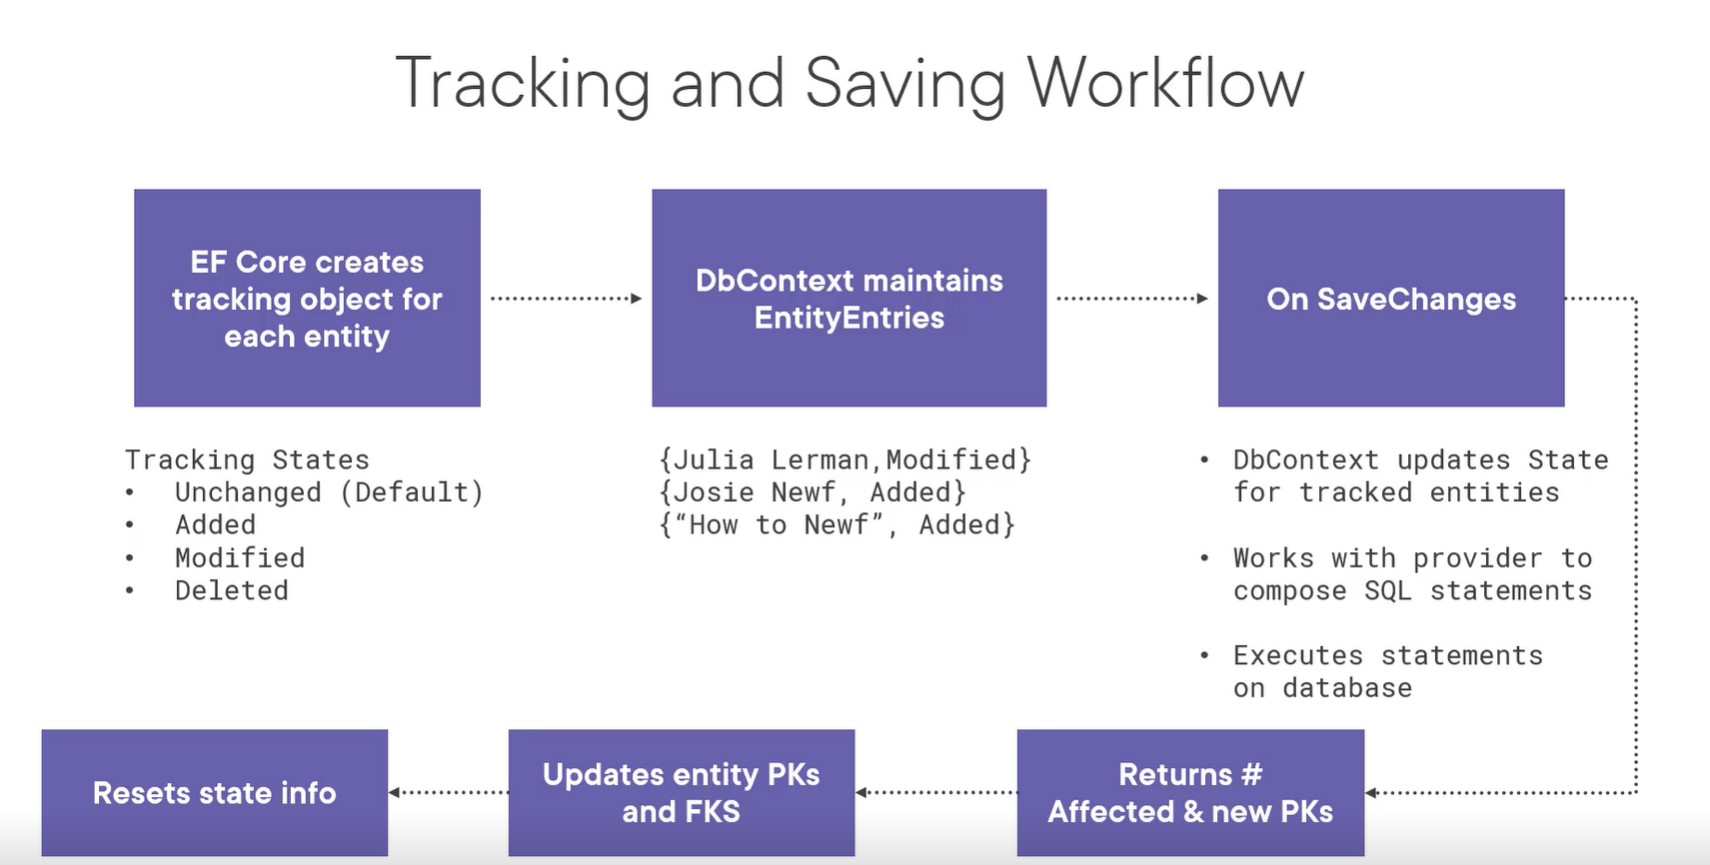 Tracking and Saving Workflow
EF Core creates
tracking object for
each entity
DbContext maintains
EntityEntries
On SaveChanges
Tracking States
• Unchanged (Default)
• Added
• Modified
• Deleted
{Julia Lerman,Modified}
{Josie Newf, Added}
{“How to Newf”, Added}
• DbContext updates State
for tracked entities
• Works with provider to
compose SQL statements
• Executes statements
on database
Returns #
Affected & new PKs
Updates entity PKs
and FKS
Resets state info